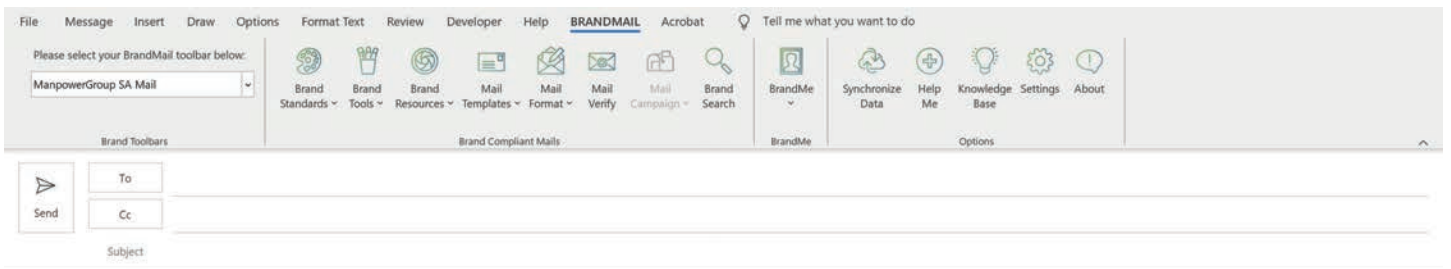 File Message Insert Draw Options Format Text Review Developer Help BRANDMAIL Acrobat Tell me what you want to do
Please select your BrandMail toolbar below:
ManpowerGroup SA Mail
Brand Toolbars
Brand Standards
Brand Tools
Brand Resources
Mail Templates
Mail Format
Mail Verify
Mail Campaign
Brand Search
Brand Compliant Mails
BrandMe
BrandMe
Synchronize Data
Help Me
Knowledge Base
Settings
About
Options
Send
To
Cc
Subject